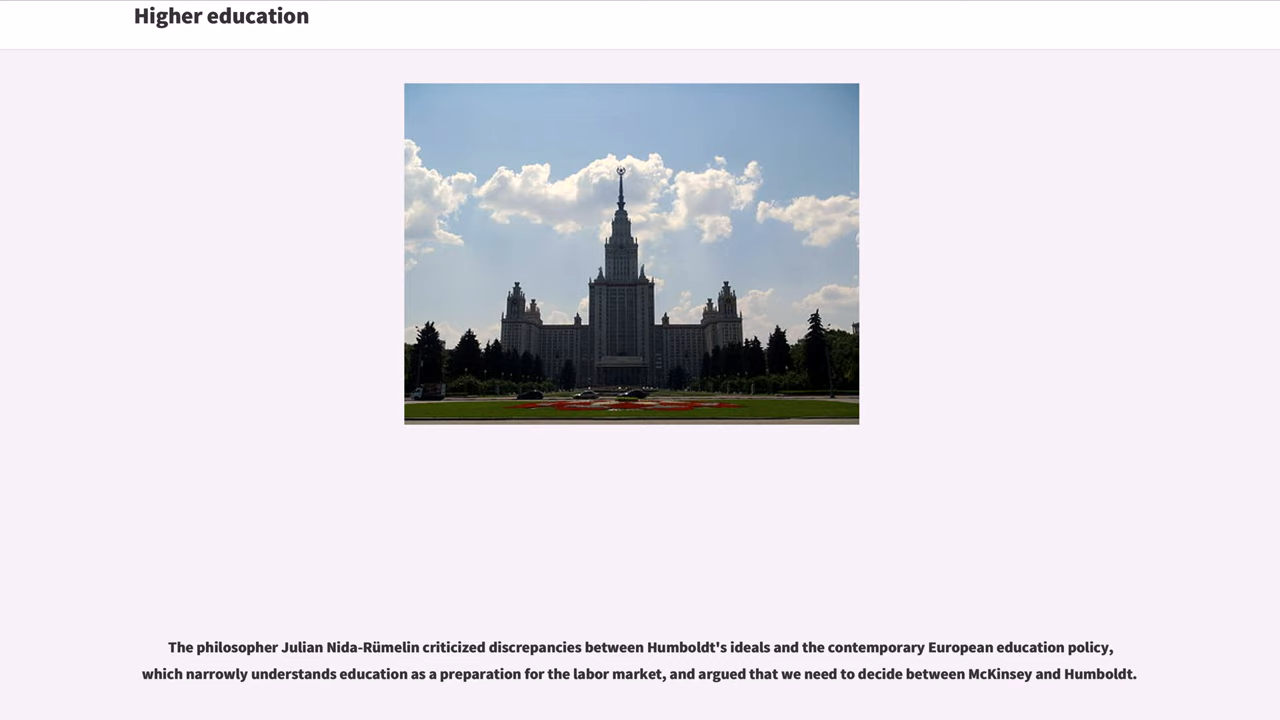 Higher education
The philosopher Julian Nida-Rümelin criticized discrepancies between Humboldt's ideals and the contemporary European education policy,
which narrowly understands education as a preparation for the labor market, and argued that we need to decide between McKinsey and Humboldt.